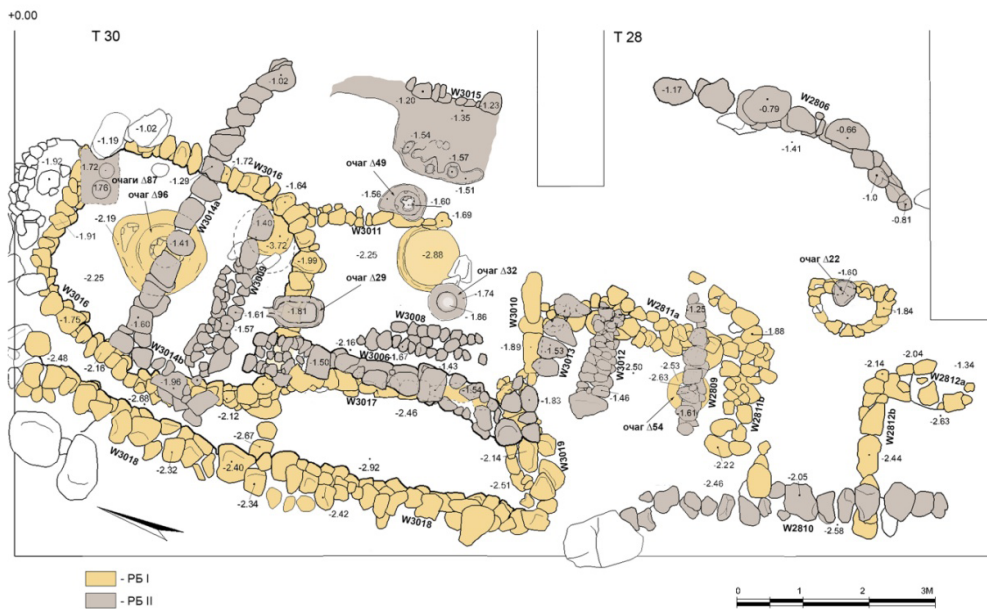 +0.00
T 30
T 28
-1.02
-1.20
W3015
-1.23
-1.35
-1.17
-0.79
W2806
-0.66
-1.41
-1.02
-1.19
-1.54
-1.57
-1.51
-1.0
-0.81
-1.92
1.72
очаги Δ87
-1.29
-1.72
W3016
-1.64
очаг Δ49
-1.56
-1.60
-1.69
176
очаг Δ96
W3014a
W3011
-1.91
-2.19
-1.41
1.40
-3.72
-1.99
-2.25
-2.88
-2.25
W3009
очаг Δ29
очаг Δ32
-1.74
-1.86
очаг Δ22
-1.60
-1.84
W3016
-1.75
-1.61
-1.81
-1.57
W3010
W2811a
-1.25
-1.88
1.60
-2.16
W3008
-1.89
-1.53
W3013
W3012
-2.50
-2.53
-2.63
W2809
-2.48
-2.16
W3014b
-1.96
-1.50
W3006
-1.67
-1.43
-1.54
-1.46
-1.61
очаг Δ54
W2811b
-2.14
-2.04
-1.34
W2812a
-2.63
W2812b
-2.68
-2.12
W3017
-2.46
-1.83
W3018
-2.32
-2.67
-2.40
-2.92
-2.14
W3019
-2.51
-2.22
-2.46
-2.44
-2.34
-2.42
W3018
-2.05
W2810
-2.58
- РБ I
- РБ II
0 1 2 3M